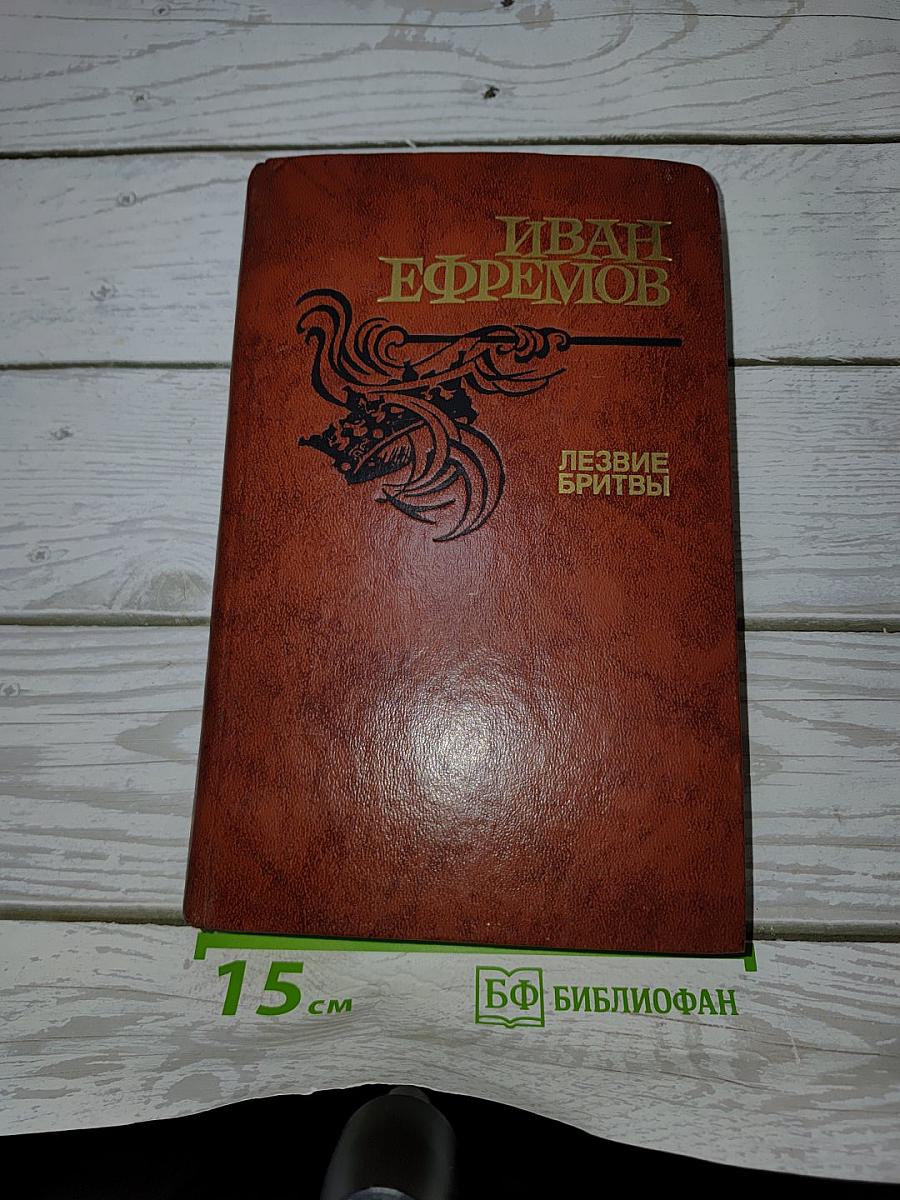 ИВАН
ЕФРЕМОВ
ЛЕЗВИЕ
БРИТВЫ
15 см
БФ БИБЛИОФАН